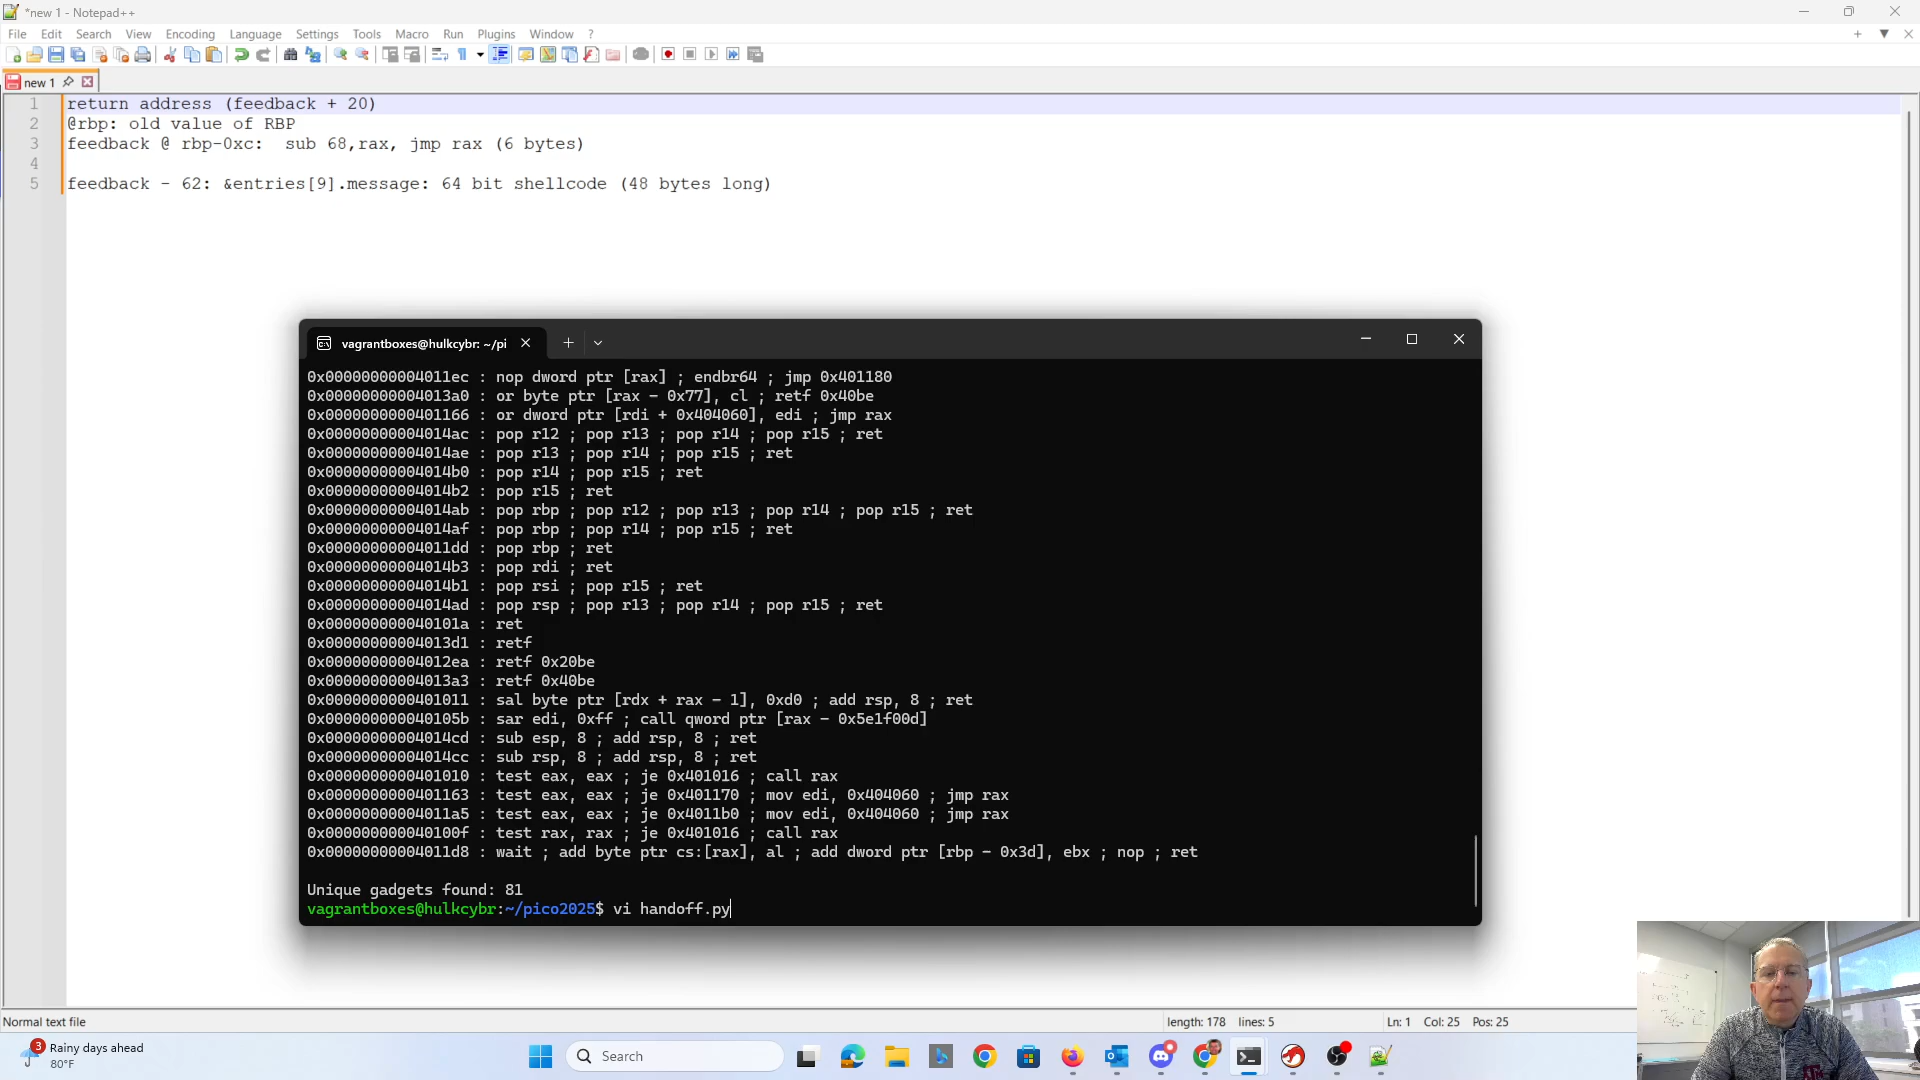 *new 1 - Notepad++
File Edit Search View Encoding Language Settings Tools Macro Run Plugins Window ?
new 1
1 return address (feedback + 20)
2 @rbp: old value of RBP
3 feedback @ rbp-0xc:  sub 68,rax, jmp rax (6 bytes)
4
5 feedback - 62: &entries[9].message: 64 bit shellcode (48 bytes long)
vagrantboxes@hulkcybr: ~/pi
0x00000000004011ec : nop dword ptr [rax] ; endbr64 ; jmp 0x401180
0x00000000004013a0 : or byte ptr [rax - 0x77], cl ; retf 0x40be
0x0000000000401166 : or dword ptr [rdi + 0x404060], edi ; jmp rax
0x00000000004014ac : pop r12 ; pop r13 ; pop r14 ; pop r15 ; ret
0x00000000004014ae : pop r13 ; pop r14 ; pop r15 ; ret
0x00000000004014b0 : pop r14 ; pop r15 ; ret
0x00000000004014b2 : pop r15 ; ret
0x00000000004014ab : pop rbp ; pop r12 ; pop r13 ; pop r14 ; pop r15 ; ret
0x00000000004014af : pop rbp ; pop r14 ; pop r15 ; ret
0x00000000004011dd : pop rbp ; ret
0x00000000004014b3 : pop rdi ; ret
0x00000000004014b1 : pop rsi ; pop r15 ; ret
0x00000000004014ad : pop rsp ; pop r13 ; pop r14 ; pop r15 ; ret
0x000000000040101a : ret
0x00000000004013d1 : retf
0x00000000004012ea : retf 0x20be
0x00000000004013a3 : retf 0x40be
0x0000000000401011 : sal byte ptr [rdx + rax - 1], 0xd0 ; add rsp, 8 ; ret
0x000000000040105b : sar edi, 0xff ; call qword ptr [rax - 0x5e1f00d]
0x00000000004014cd : sub esp, 8 ; add rsp, 8 ; ret
0x00000000004014cc : sub rsp, 8 ; add rsp, 8 ; ret
0x0000000000401010 : test eax, eax ; je 0x401016 ; call rax
0x0000000000401163 : test eax, eax ; je 0x401170 ; mov edi, 0x404060 ; jmp rax
0x00000000004011a5 : test eax, eax ; je 0x4011b0 ; mov edi, 0x404060 ; jmp rax
0x000000000040100f : test rax, rax ; je 0x401016 ; call rax
0x00000000004011d8 : wait ; add byte ptr cs:[rax], al ; add dword ptr [rbp - 0x3d], ebx ; nop ; ret
Unique gadgets found: 81
vagrantboxes@hulkcybr:~/pico2025$ vi handoff.py
Normal text file length: 178 lines: 5 Ln: 1 Col: 25 Pos: 25
3 Rainy days ahead
80°F
Search